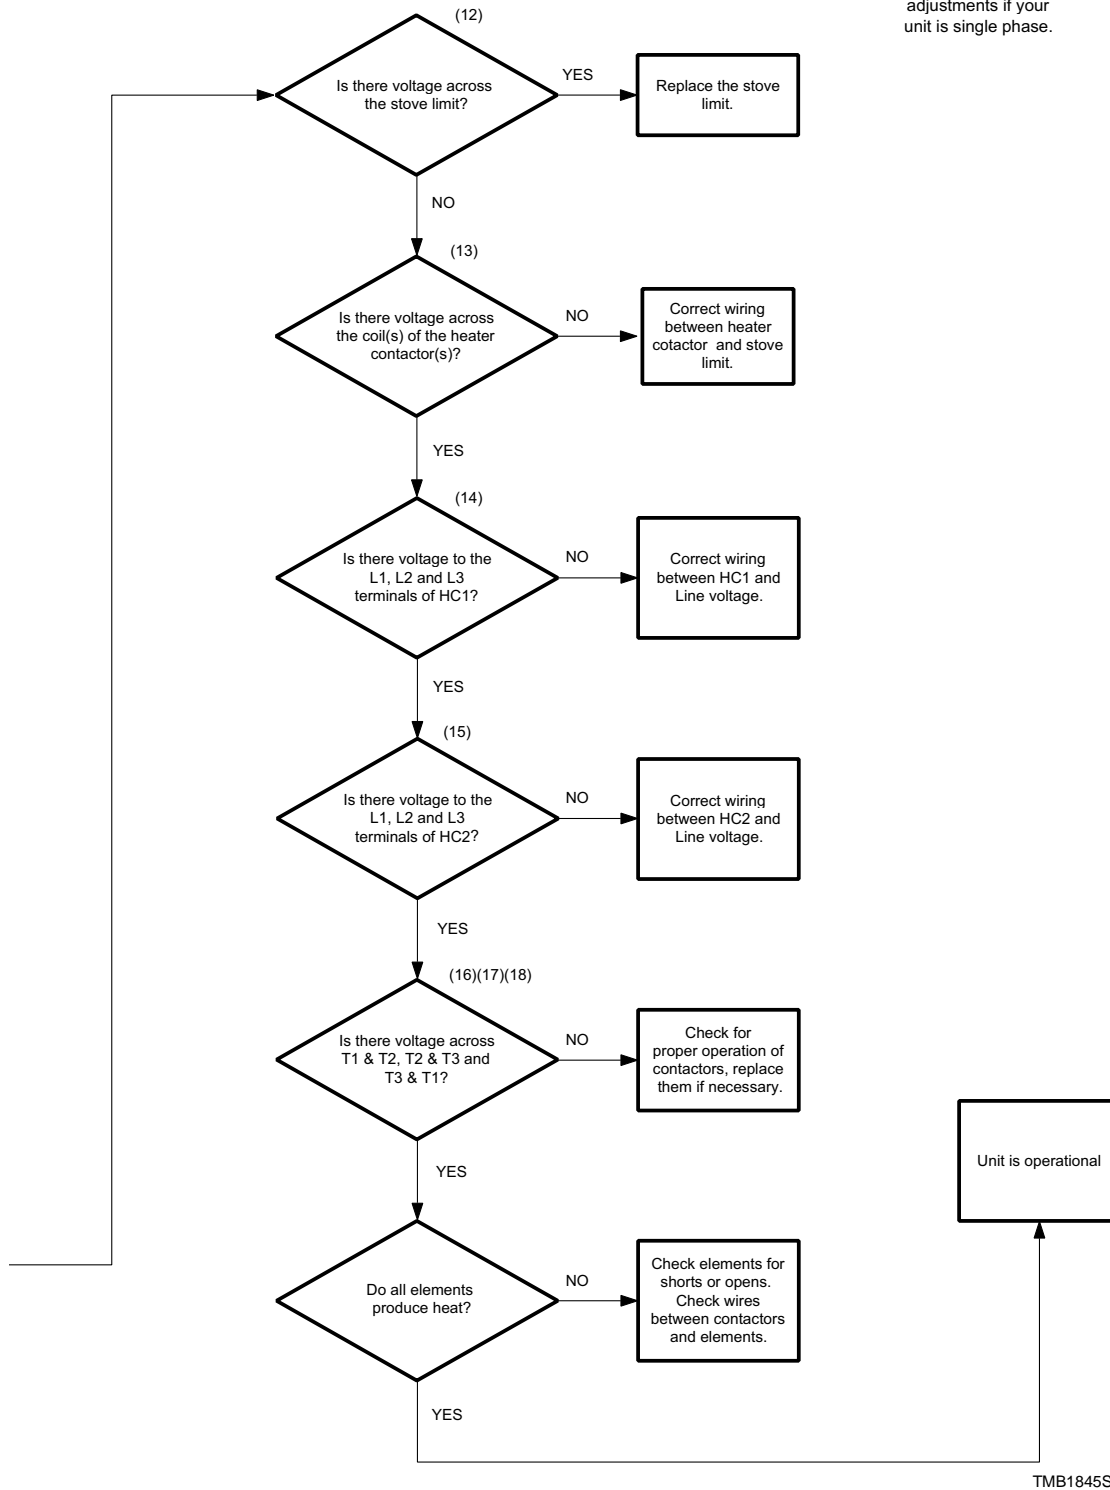 adjustments if your
unit is single phase.
(12)
Is there voltage across
the stove limit?
YES
Replace the stove
limit.
NO
(13)
Is there voltage across
the coil(s) of the heater
contactor(s)?
NO
Correct wiring
between heater
cotactor and stove
limit.
YES
(14)
Is there voltage to the
L1, L2 and L3
terminals of HC1?
NO
Correct wiring
between HC1 and
Line voltage.
YES
(15)
Is there voltage to the
L1, L2 and L3
terminals of HC2?
NO
Correct wiring
between HC2 and
Line voltage.
YES
(16)(17)(18)
Is there voltage across
T1 & T2, T2 & T3 and
T3 & T1?
NO
Check for
proper operation of
contactors, replace
them if necessary.
YES
Do all elements
produce heat?
NO
Check elements for
shorts or opens.
Check wires
between contactors
and elements.
YES
Unit is operational
TMB1845S